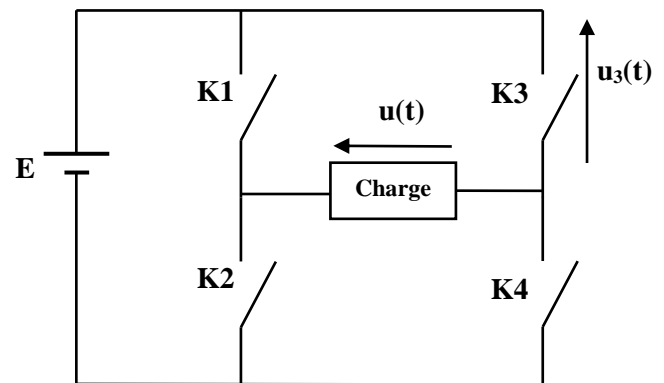 K1
K3
u₃(t)
u(t)
E
Charge
K2
K4